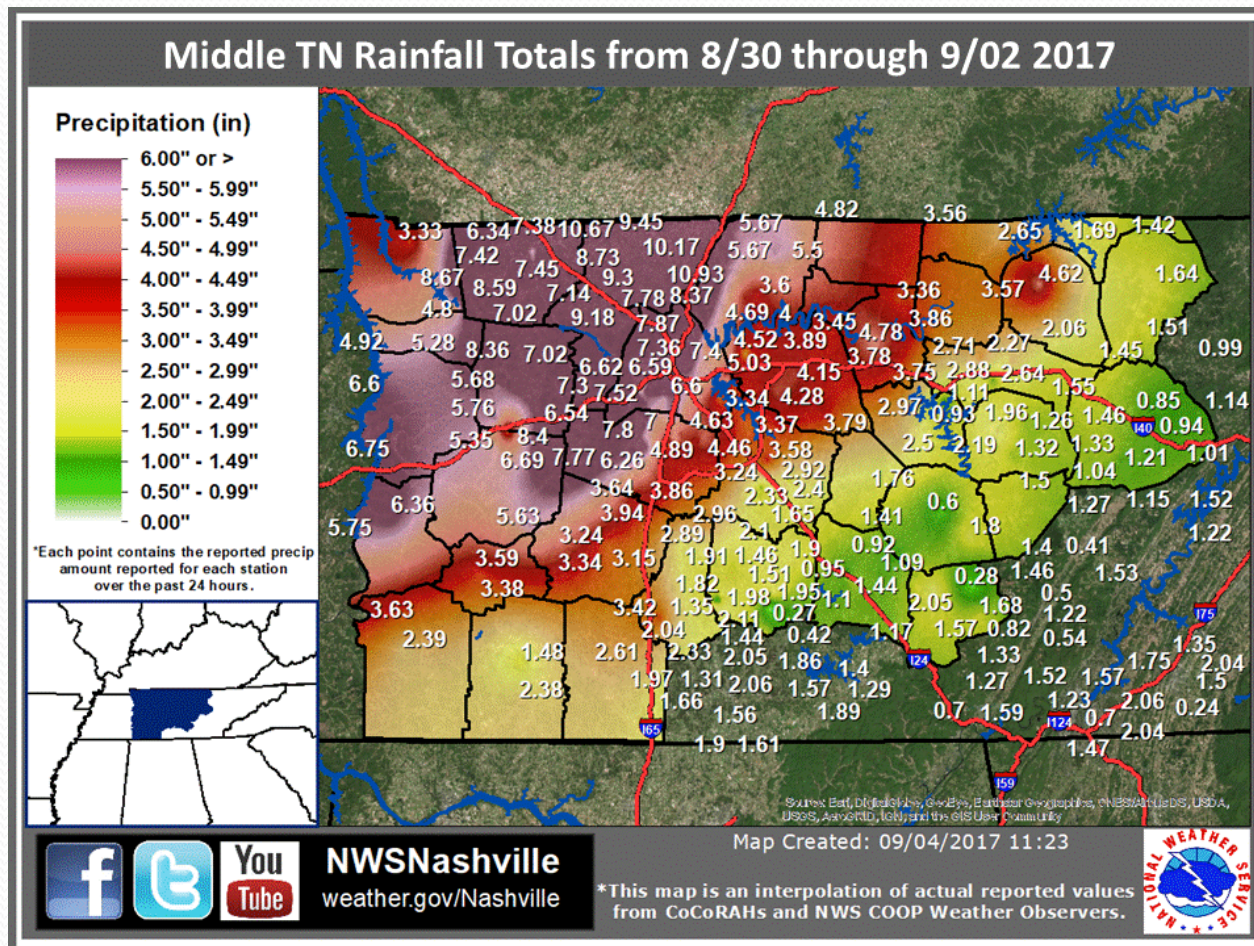 Middle TN Rainfall Totals from 8/30 through 9/02 2017
Precipitation (in)
6.00" or >
5.50" - 5.99"
5.00" - 5.49"
4.50" - 4.99"
4.00" - 4.49"
3.50" - 3.99"
3.00" - 3.49"
2.50" - 2.99"
2.00" - 2.49"
1.50" - 1.99"
1.00" - 1.49"
0.50" - 0.99"
0.00"
*Each point contains the reported precip
amount reported for each station
over the past 24 hours.
3.33 6.34 7.38 10.67 9.45 5.67 4.82 3.56 2.65 1.69 1.42
7.42 8.73 10.17 5.67 5.5
8.67 8.59 7.45 7.14 9.3 7.78 10.93 8.37 3.6 3.36 3.57 4.62 1.64
4.8 7.02 9.18 7.87 4.69 4 3.45 4.78 3.86 2.06 1.51
4.92 5.28 8.36 7.02 7.36 7.4 4.52 3.89 3.78 2.71 2.27 1.45 0.99
6.6 5.68 7.3 6.62 6.59 5.03 4.15 3.75 2.88 2.64
5.76 6.54 7.52 6.6 3.34 4.28 2.97 1.11 1.55 0.85 1.14
6.75 5.35 8.4 7.8 7 4.63 3.37 3.79 0.93 1.96 1.26 1.46 I40 0.94
6.69 7.77 6.26 4.89 4.46 3.58 2.5 2.19 1.32 1.33 1.21 1.01
3.24 2.92 1.76 1.5 1.04
6.36 3.64 3.86 2.33 2.4 0.6 1.27 1.15 1.52
5.75 5.63 3.94 2.96 1.65 1.41 1.8 1.22
3.24 2.89 2.1 0.92 1.4 0.41
3.59 3.34 3.15 1.91 1.46 1.9 1.09
3.38 1.82 1.51 0.95 1.44 0.28 1.46 1.53
3.63 3.42 1.35 1.98 1.95 1.1 2.05 1.68 0.5
2.11 0.27 1.22 I75
2.39 2.04 1.44 0.42 1.17 1.57 0.82 0.54 1.35
1.48 2.61 2.33 2.05 1.86 1.4 I24 1.33 1.75 2.04
2.38 1.97 1.31 2.06 1.57 1.29 1.27 1.52 1.57 1.5
1.66 1.56 1.89 0.7 1.59 1.23 2.06 0.24
I65 I124 0.7 2.04
1.9 1.61 1.47
I59
Source: Esri, DigitalGlobe, GeoEye, Earthstar Geographics, CNES/Airbus DS, USDA,
USGS, AeroGRID, IGN, and the GIS User Community
f t You
Tube
NWSNashville
weather.gov/Nashville
Map Created: 09/04/2017 11:23
*This map is an interpolation of actual reported values
from CoCoRAHs and NWS COOP Weather Observers.
NATIONAL WEATHER SERVICE